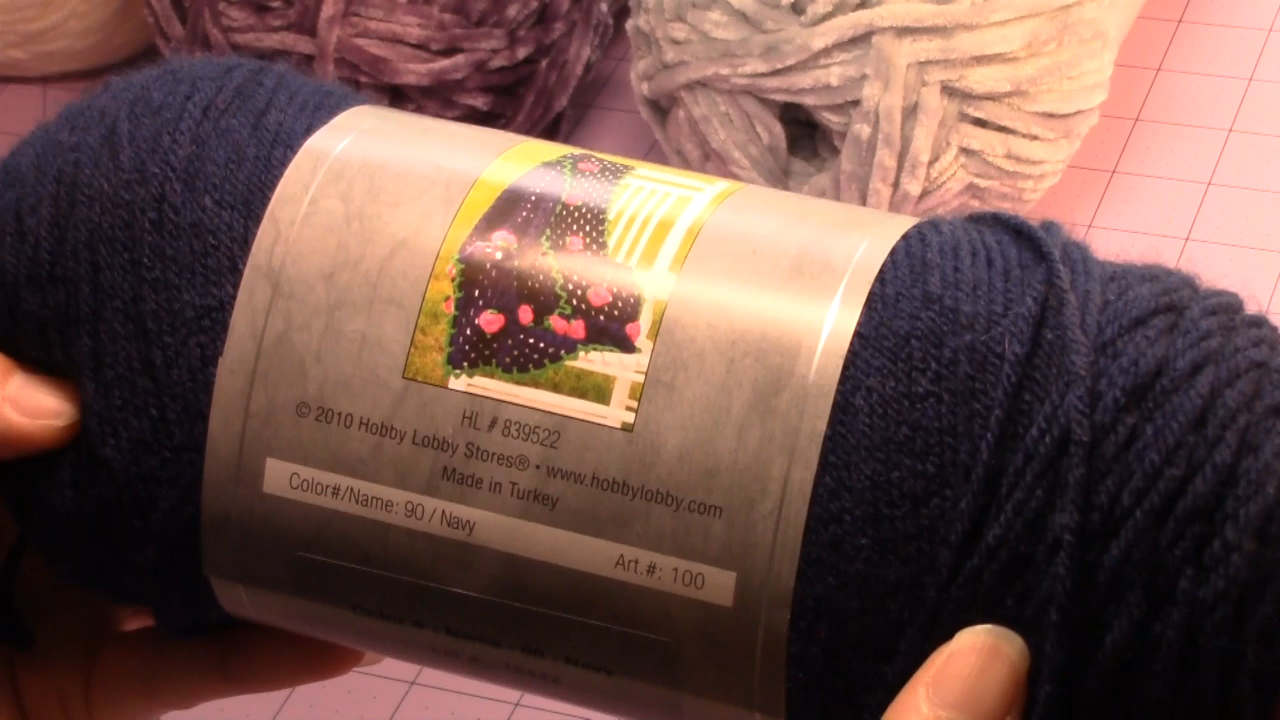 HL # 839522
© 2010 Hobby Lobby Stores® • www.hobbylobby.com
Made in Turkey
Color#/Name: 90 / Navy
Art.#: 100